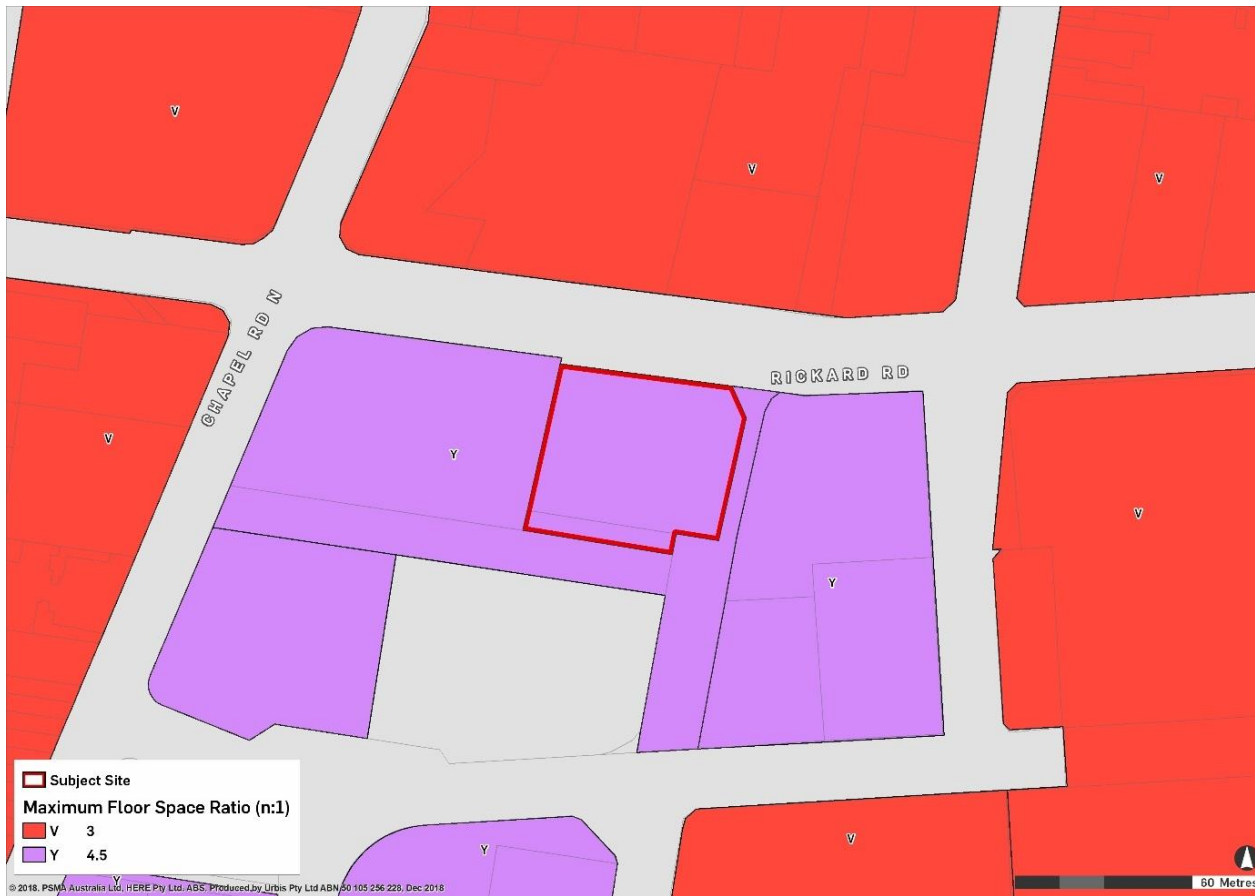 V
V
V
CHAPEL RD N
RICKARD RD
V
Y
V
Y
Subject Site
Maximum Floor Space Ratio (n:1)
V 3
Y 4.5
Y
V
Y
60 Metres
© 2018. PSMA Australia Ltd, HERE Pty Ltd. ABS. Produced by Urbis Pty Ltd ABN 50 105 256 228, Dec 2018